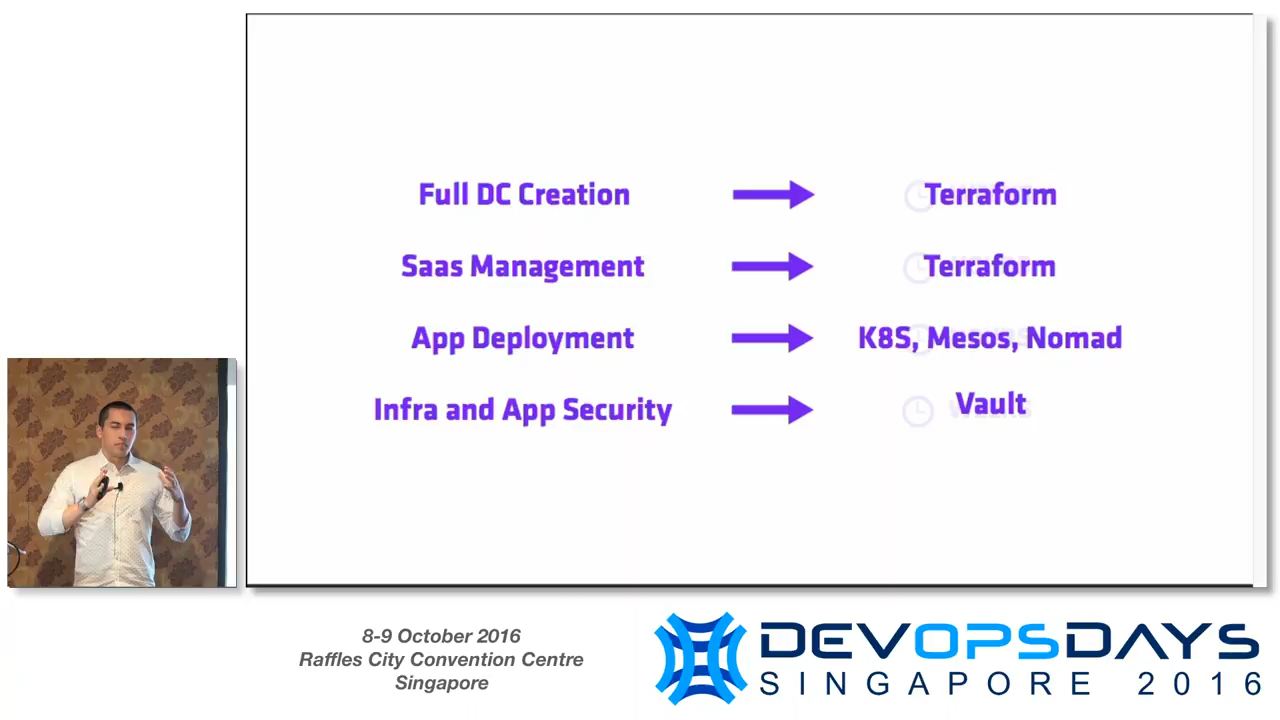 Full DC Creation Terraform
Saas Management Terraform
App Deployment K8S, Mesos, Nomad
Infra and App Security Vault
8-9 October 2016
Raffles City Convention Centre
Singapore
DEVOPSDAYS
SINGAPORE 2016